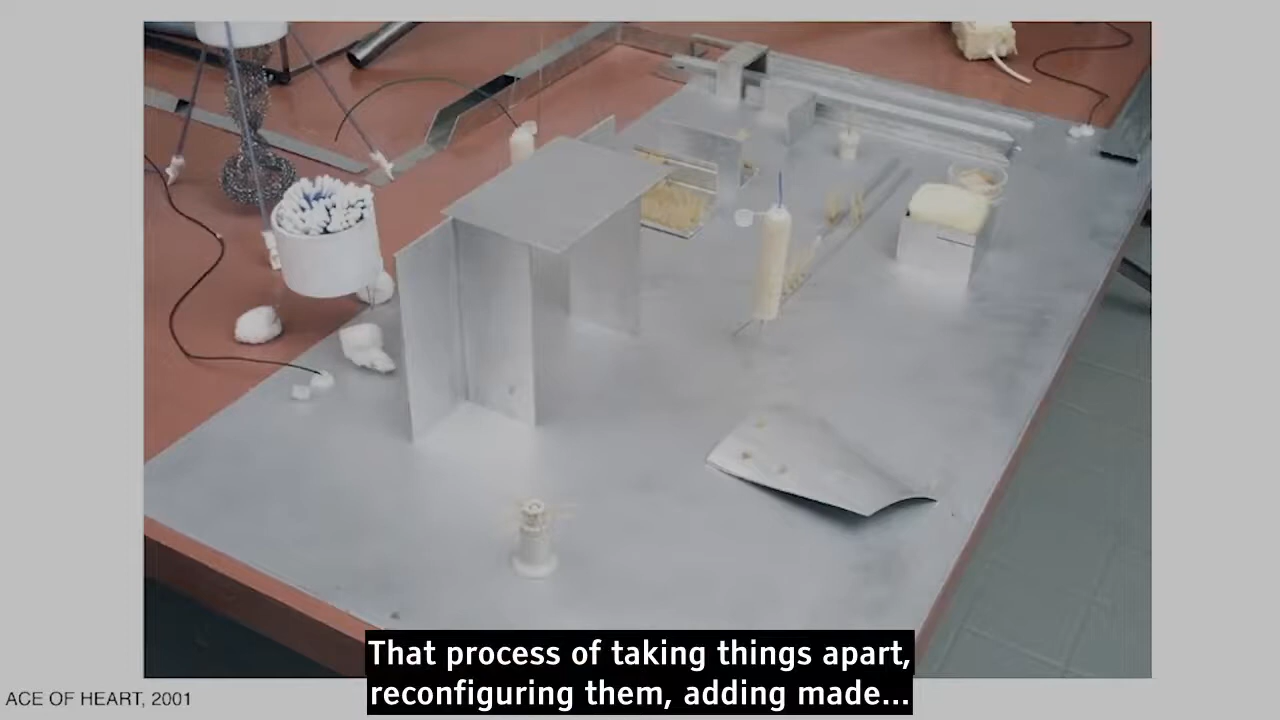 That process of taking things apart,
reconfiguring them, adding made...
ACE OF HEART, 2001